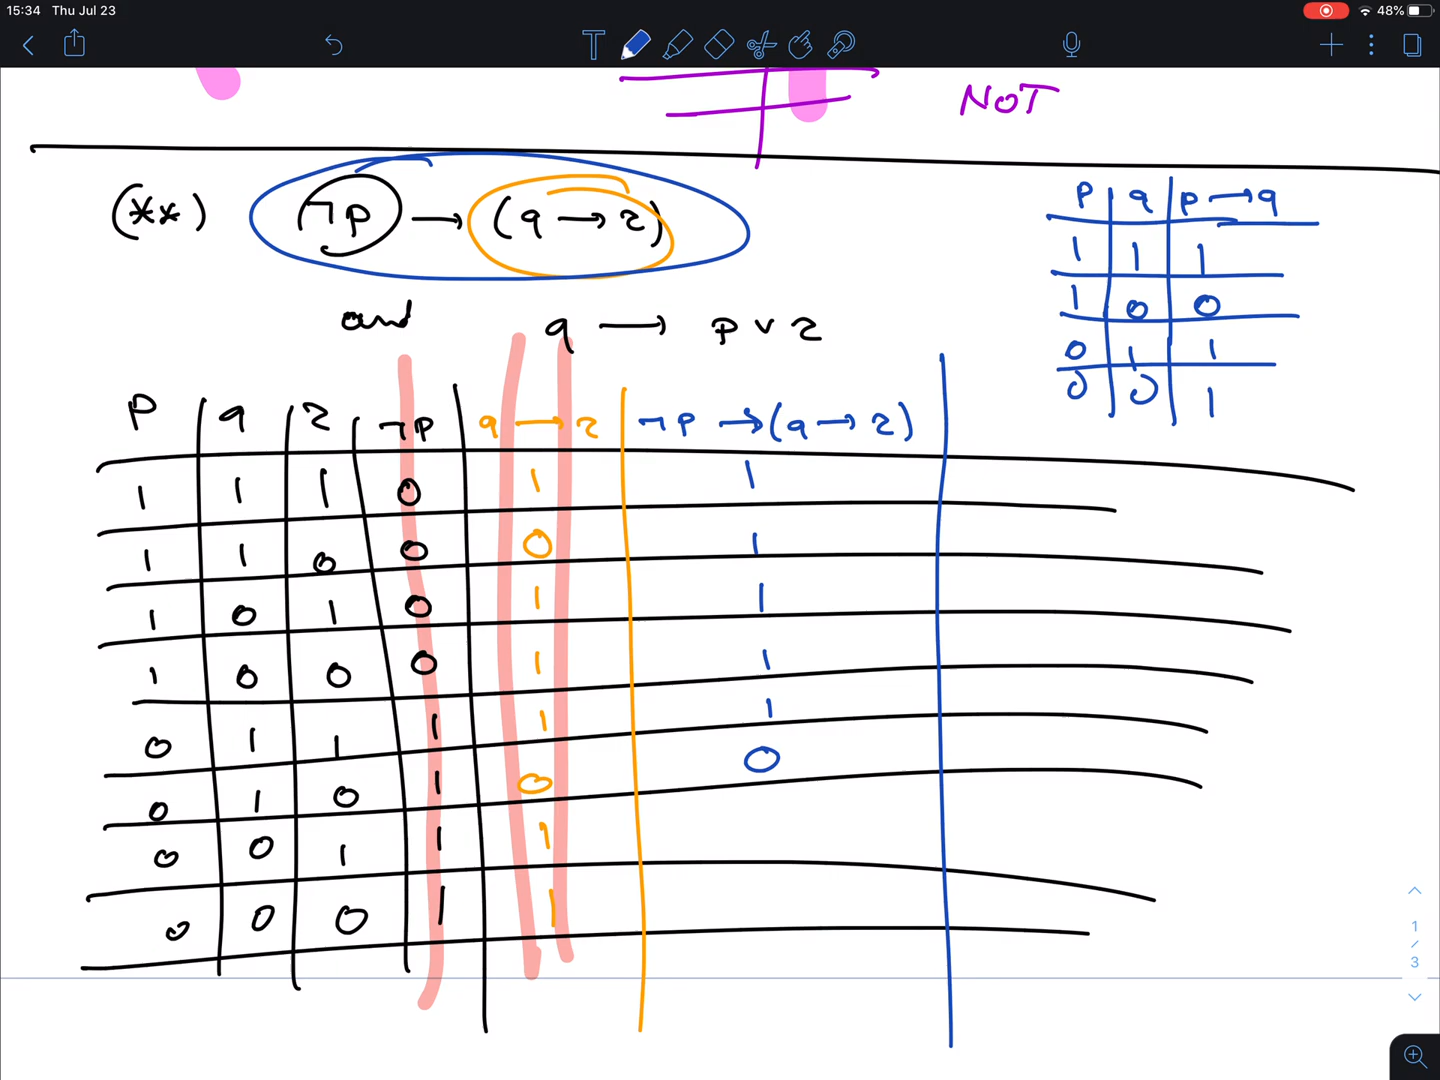 15:34 Thu Jul 23 48%
NOT
(**) ¬p → (q → r)
and q → p ∨ r
p q p → q
1 1 1
1 0 0
0 1 1
0 0 1
p q r ¬p q → r ¬p → (q → r)
1 1 1 0 1 1
1 1 0 0 0 1
1 0 1 0 1 1
1 0 0 0 1 1
0 1 1 1 1 1
0 1 0 1 0 0
0 0 1 1 1
0 0 0 1 1
1
/
3